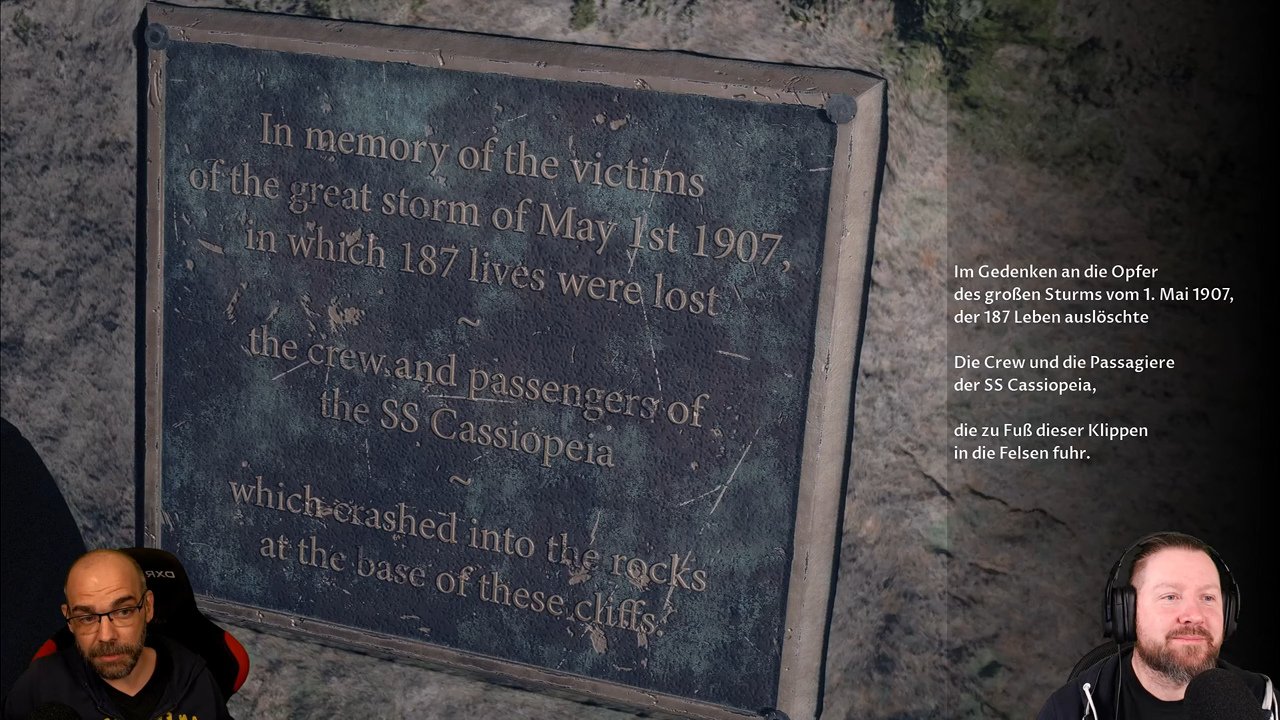 In memory of the victims
of the great storm of May 1st 1907,
in which 187 lives were lost
~
the crew and passengers of
the SS Cassiopeia
~
which crashed into the rocks
at the base of these cliffs.
Im Gedenken an die Opfer
des großen Sturms vom 1. Mai 1907,
der 187 Leben auslöschte
Die Crew und die Passagiere
der SS Cassiopeia,
die zu Fuß dieser Klippen
in die Felsen fuhr.